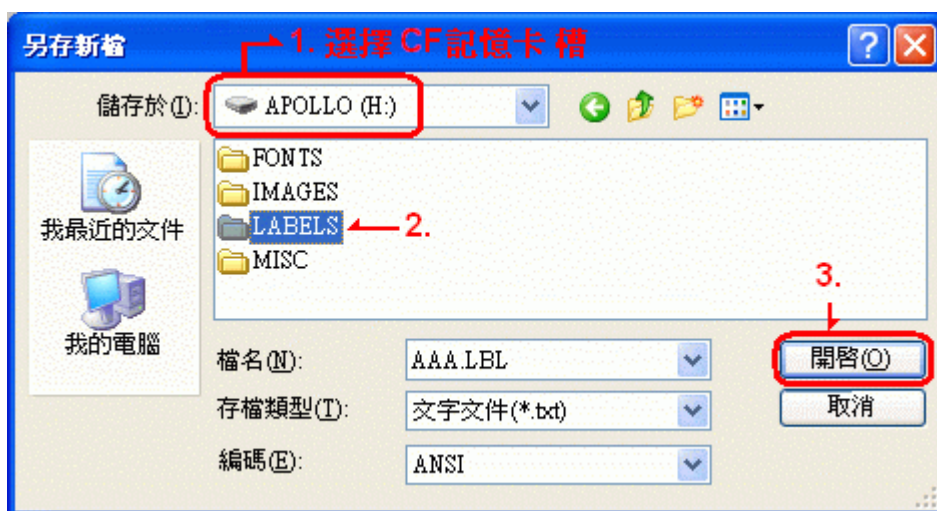 另存新檔
1. 選擇 CF記憶卡 槽
儲存於(I):
APOLLO (H:)
FONTS
IMAGES
LABELS
2.
MISC
我最近的文件
我的電腦
3.
檔名(N):
AAA.LBL
開啓(O)
存檔類型(T):
文字文件(*.txt)
取消
編碼(E):
ANSI